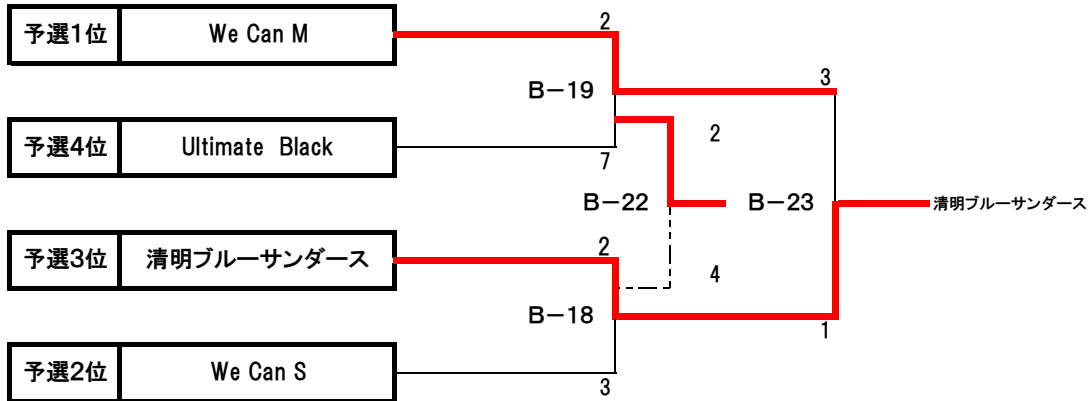 2
予選1位 We Can M
3
B-19
予選4位 Ultimate Black
2
7
B-22 B-23 清明ブルーサンダース
予選3位 清明ブルーサンダース
2
4
B-18
1
予選2位 We Can S
3